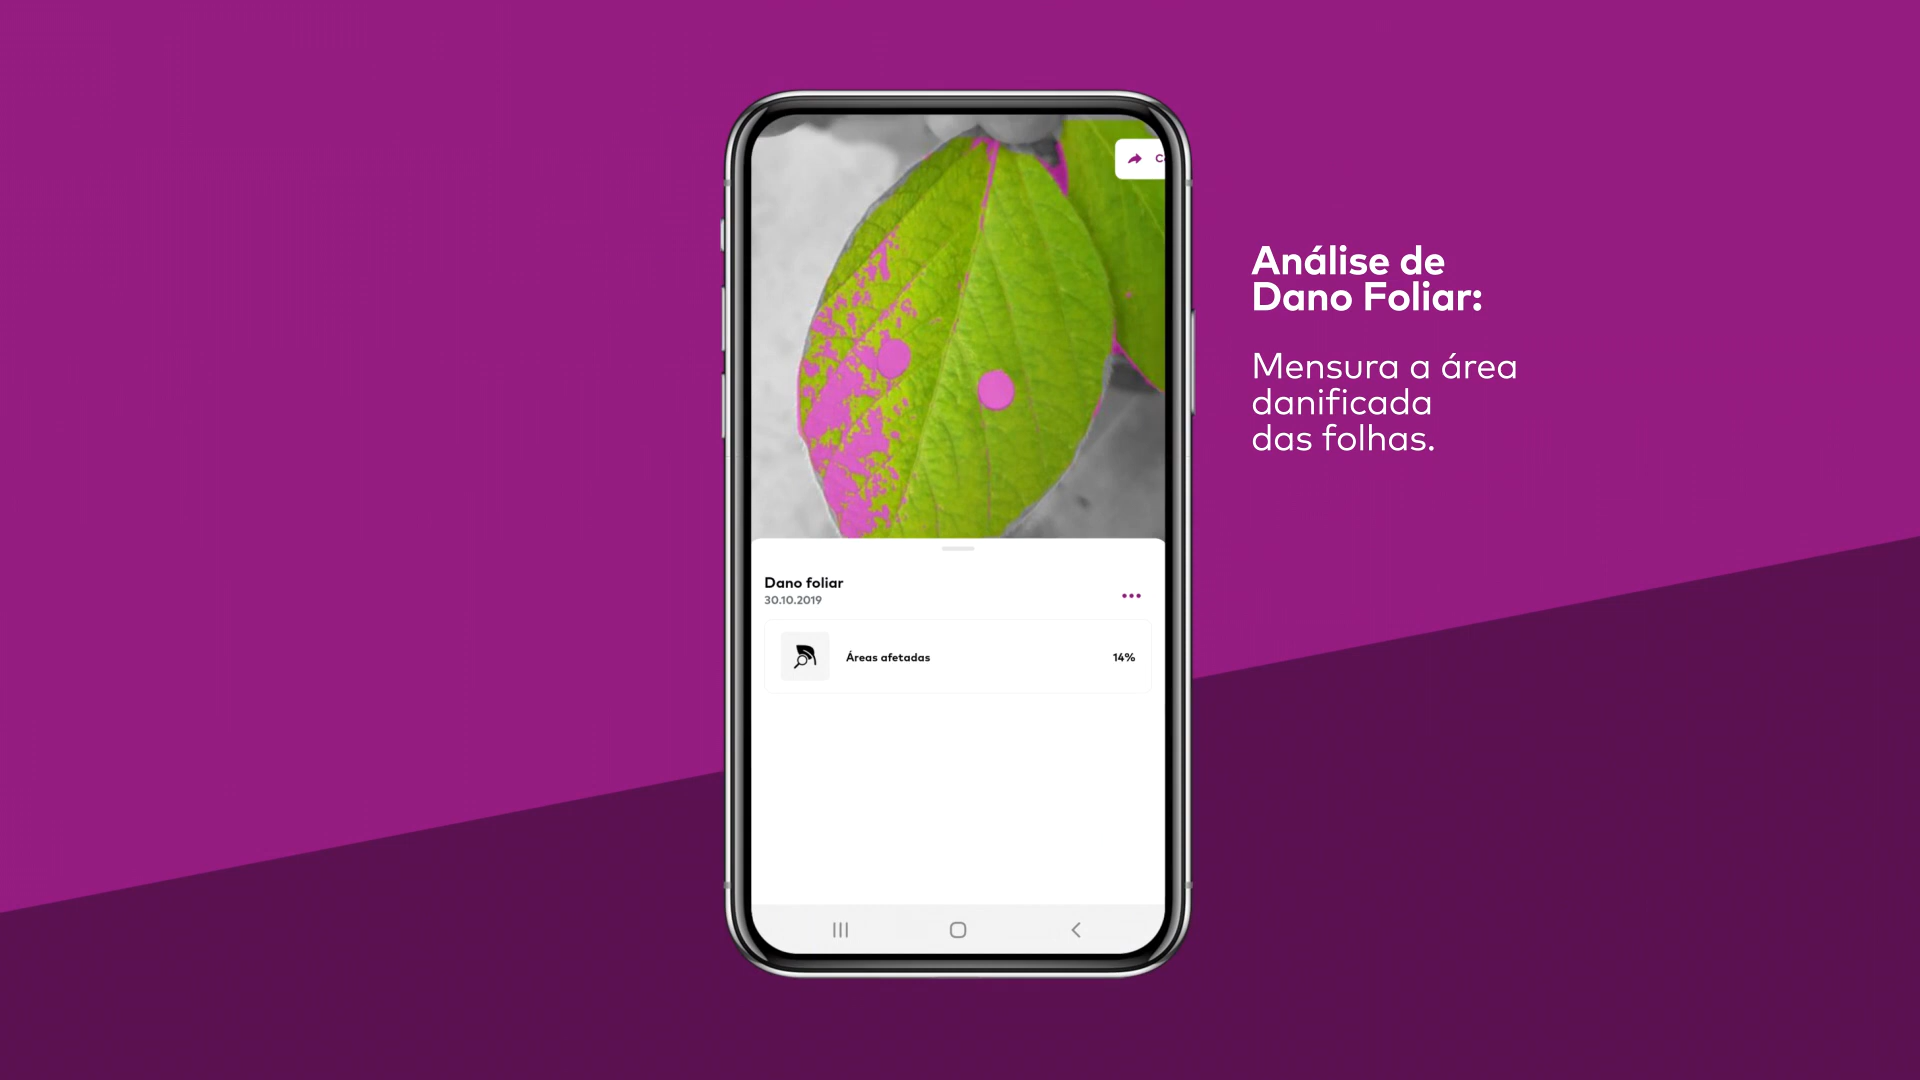 Análise de
Dano Foliar:
Mensura a área
danificada
das folhas.
Dano foliar
30.10.2019
Áreas afetadas
14%